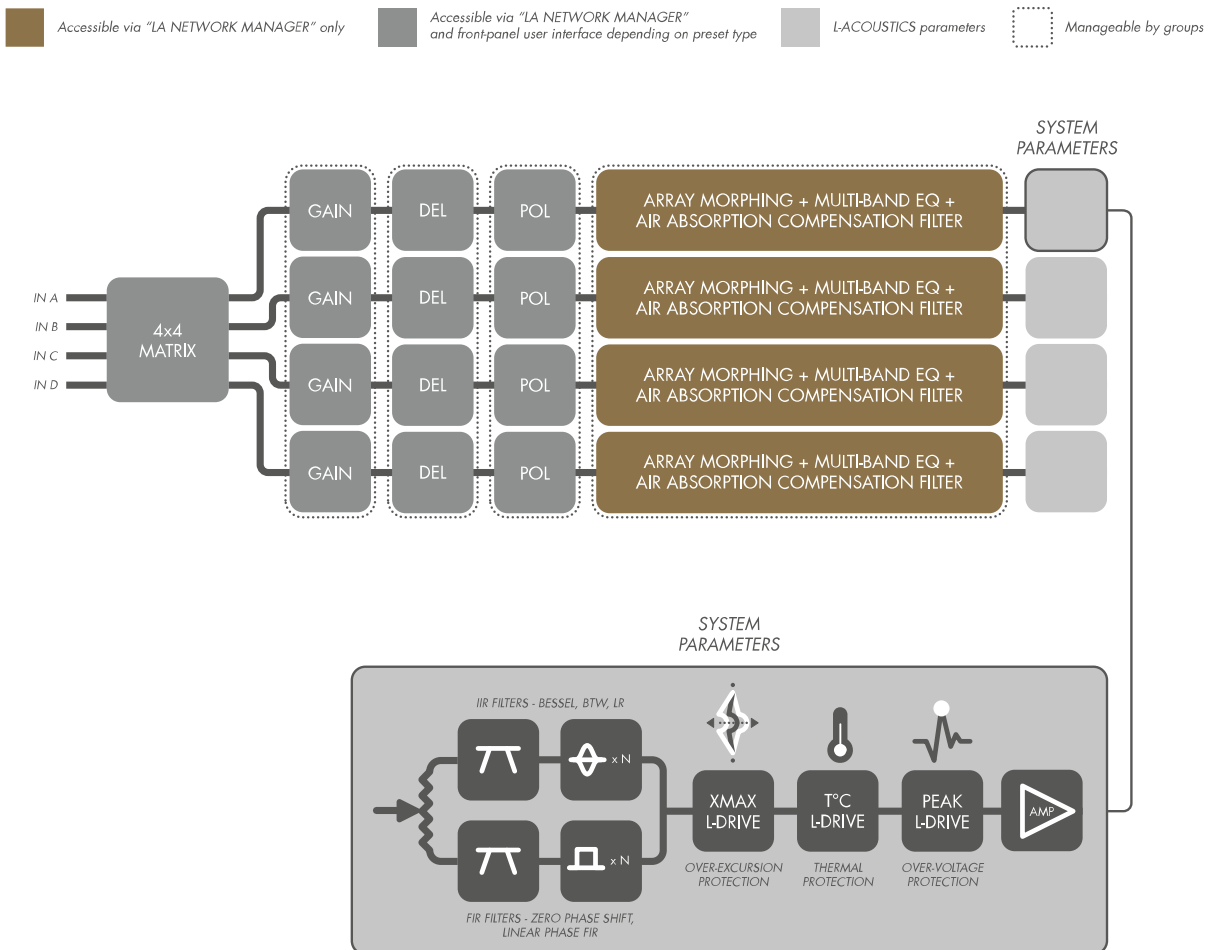 Accessible via “LA NETWORK MANAGER” only
Accessible via “LA NETWORK MANAGER”
and front-panel user interface depending on preset type
L-ACOUSTICS parameters
Manageable by groups
SYSTEM
PARAMETERS
GAIN
DEL
POL
ARRAY MORPHING + MULTI-BAND EQ +
AIR ABSORPTION COMPENSATION FILTER
IN A
IN B
IN C
IN D
4x4
MATRIX
GAIN
DEL
POL
ARRAY MORPHING + MULTI-BAND EQ +
AIR ABSORPTION COMPENSATION FILTER
GAIN
DEL
POL
ARRAY MORPHING + MULTI-BAND EQ +
AIR ABSORPTION COMPENSATION FILTER
GAIN
DEL
POL
ARRAY MORPHING + MULTI-BAND EQ +
AIR ABSORPTION COMPENSATION FILTER
SYSTEM
PARAMETERS
IIR FILTERS - BESSEL, BTW, LR
x N
x N
FIR FILTERS - ZERO PHASE SHIFT,
LINEAR PHASE FIR
XMAX
L-DRIVE
OVER-EXCURSION
PROTECTION
T°C
L-DRIVE
THERMAL
PROTECTION
PEAK
L-DRIVE
OVER-VOLTAGE
PROTECTION
AMP